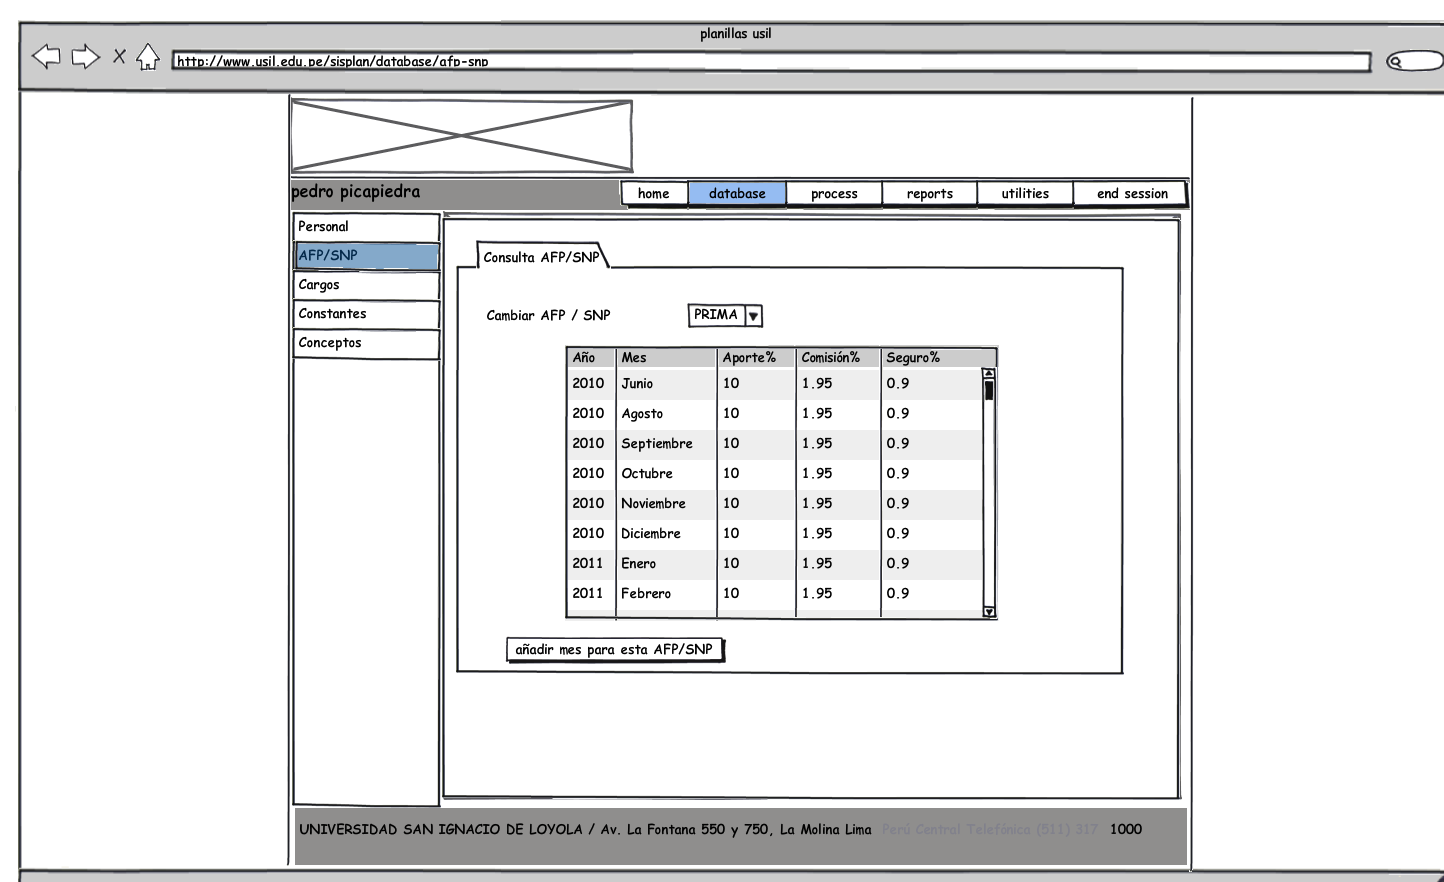 planillas usil
http://www.usil.edu.pe/sisplan/database/afp-snp
pedro picapiedra
home database process reports utilities end session
Personal
AFP/SNP
Cargos
Constantes
Conceptos
Consulta AFP/SNP
Cambiar AFP / SNP PRIMA
Año Mes Aporte% Comisión% Seguro%
2010 Junio 10 1.95 0.9
2010 Agosto 10 1.95 0.9
2010 Septiembre 10 1.95 0.9
2010 Octubre 10 1.95 0.9
2010 Noviembre 10 1.95 0.9
2010 Diciembre 10 1.95 0.9
2011 Enero 10 1.95 0.9
2011 Febrero 10 1.95 0.9
añadir mes para esta AFP/SNP
UNIVERSIDAD SAN IGNACIO DE LOYOLA / Av. La Fontana 550 y 750, La Molina Lima Perú Central Telefónica (511) 317 1000